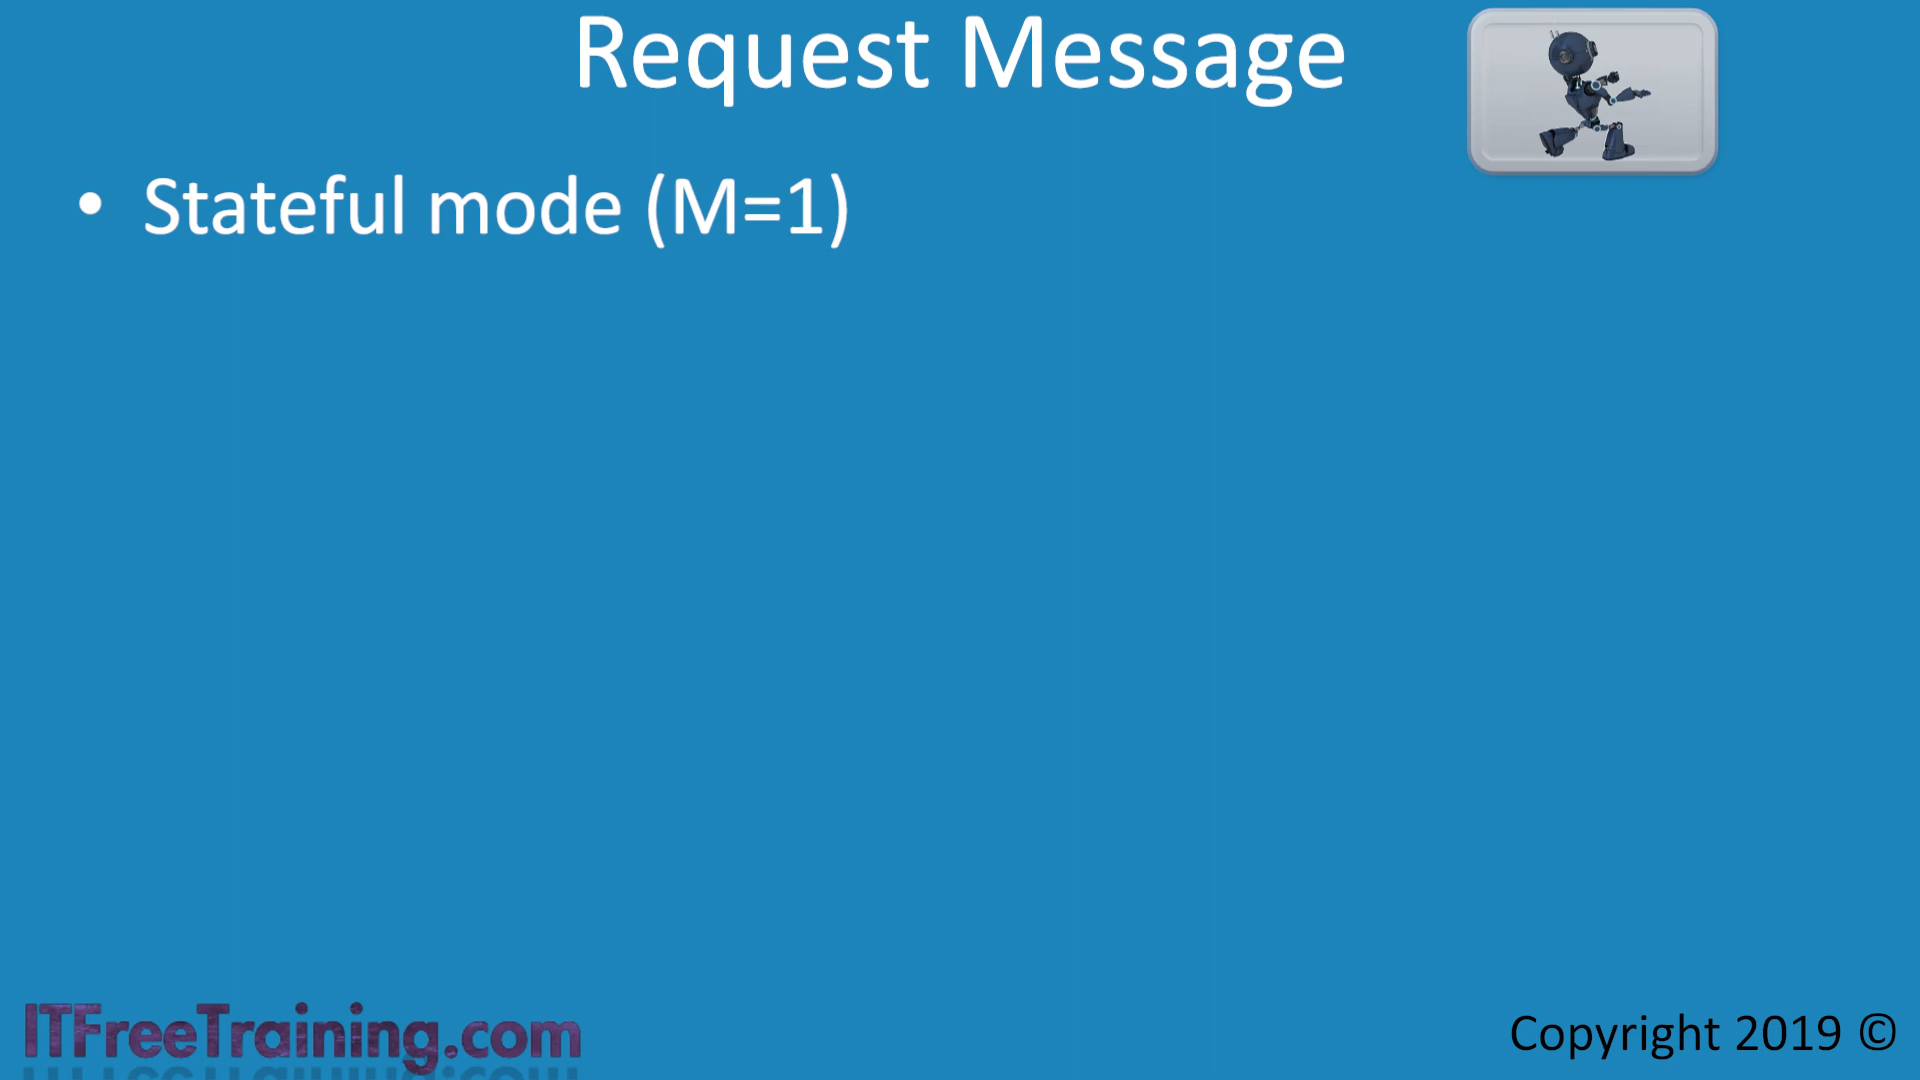 Request Message
• Stateful mode (M=1)
ITFreeTraining.com
Copyright 2019 ©